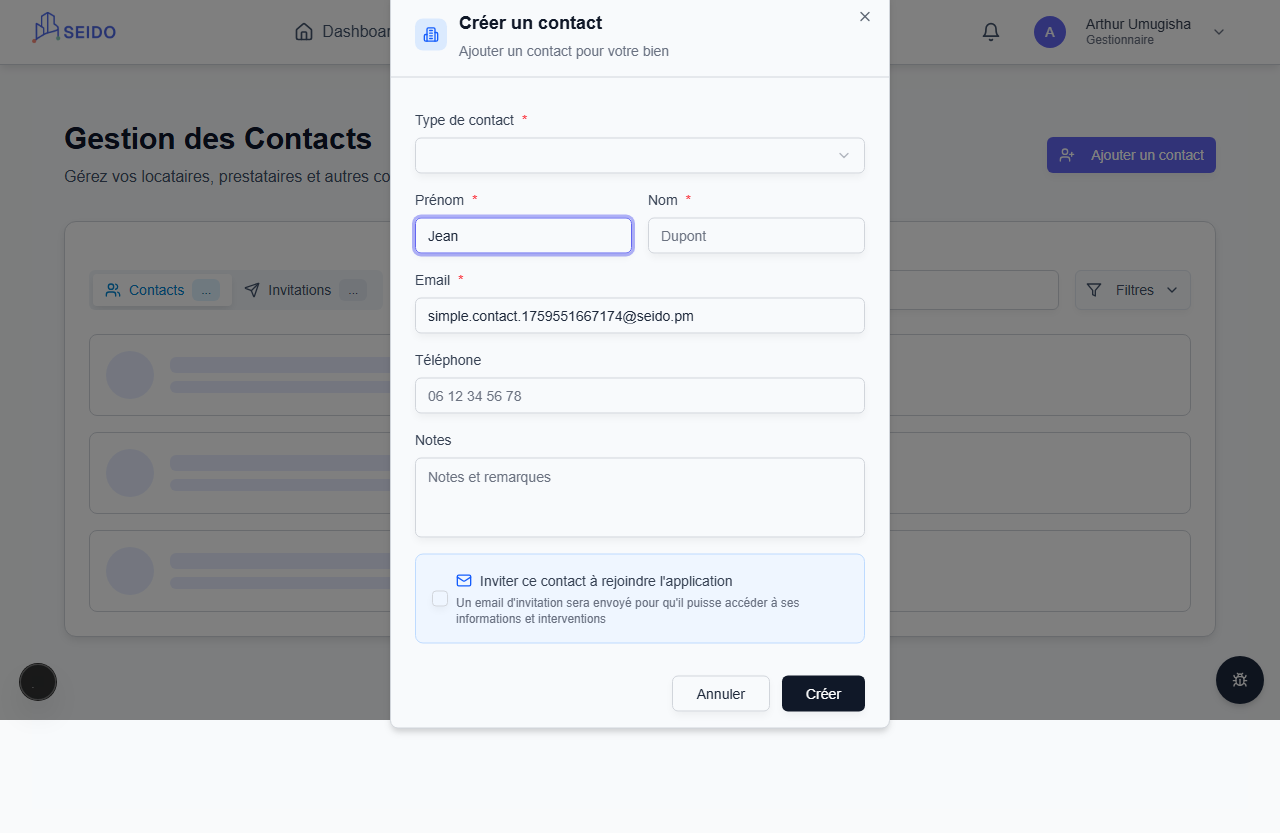 SEIDO
Dashboar
Créer un contact
Ajouter un contact pour votre bien
A
Arthur Umugisha
Gestionnaire
Gestion des Contacts
Gérez vos locataires, prestataires et autres co
Ajouter un contact
Type de contact *
Prénom *
Nom *
Jean
Dupont
Email *
simple.contact.1759551667174@seido.pm
Téléphone
06 12 34 56 78
Notes
Notes et remarques
Contacts ...
Invitations ...
Filtres
Inviter ce contact à rejoindre l'application
Un email d'invitation sera envoyé pour qu'il puisse accéder à ses
informations et interventions
Annuler
Créer